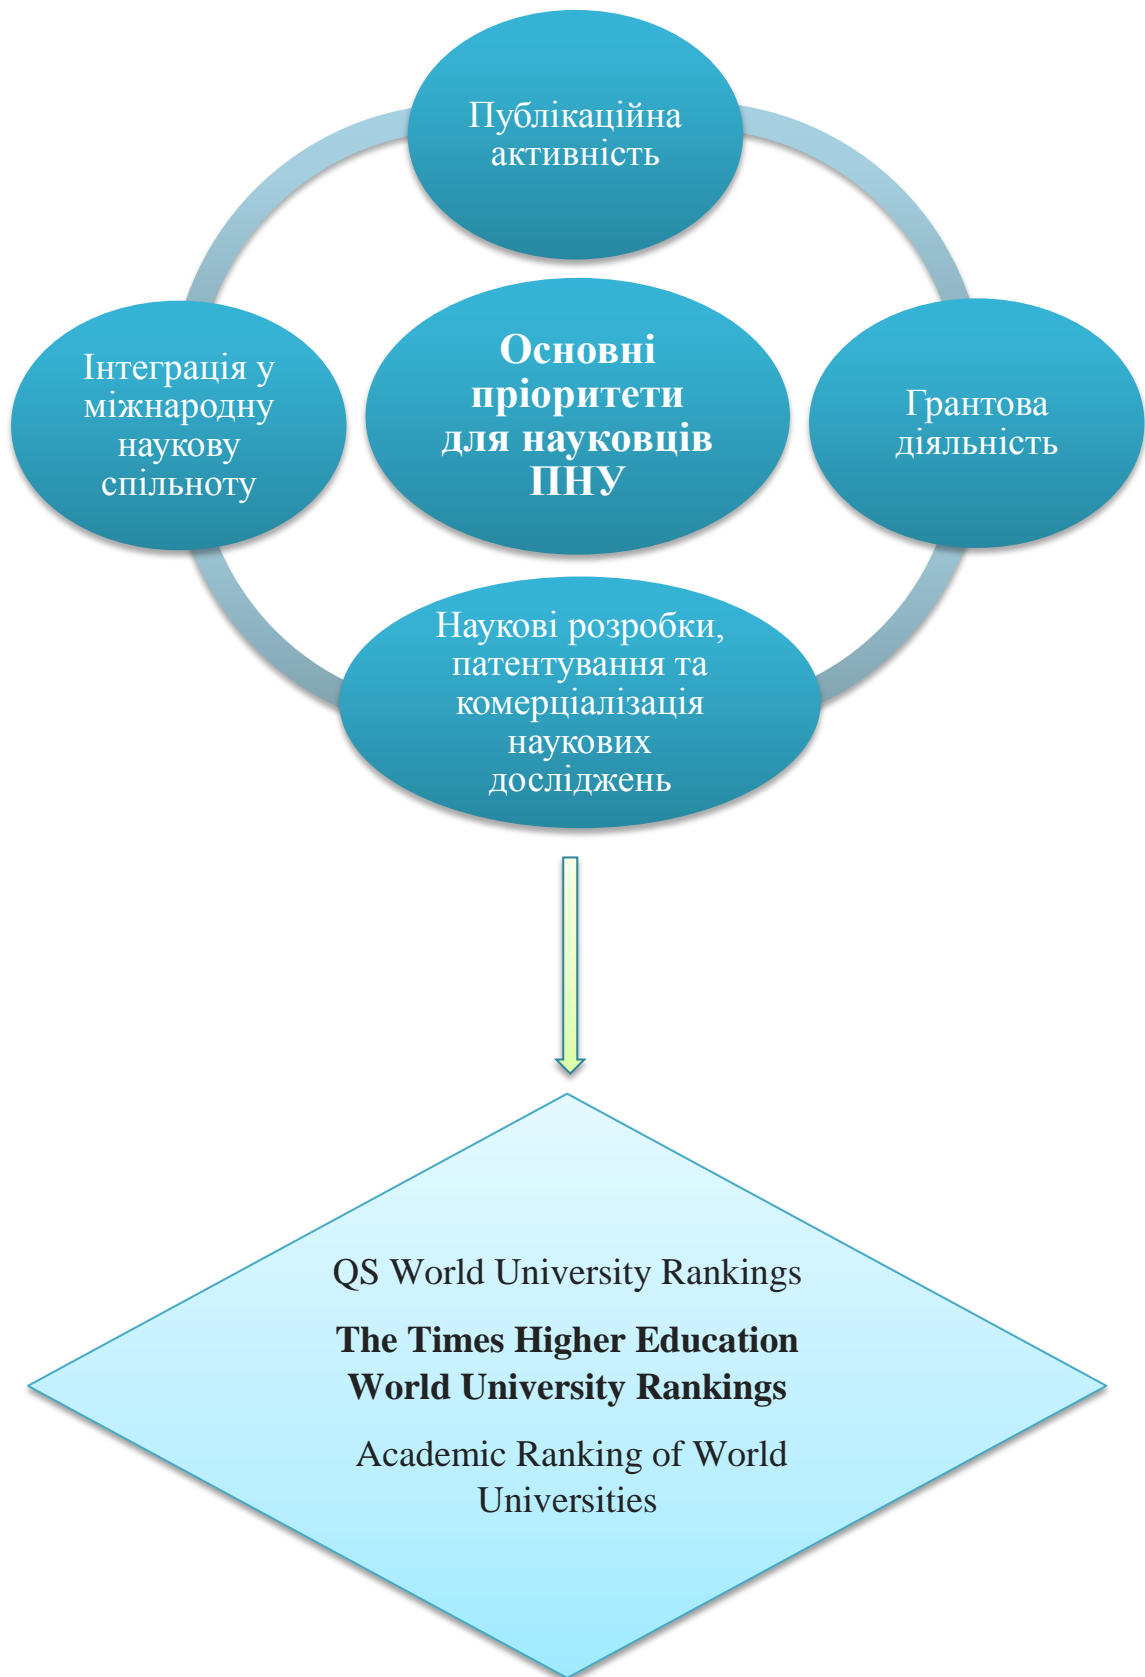 Публікаційна
активність
Інтеграція у
міжнародну
наукову
спільноту
Основні
пріоритети
для науковців
ПНУ
Грантова
діяльність
Наукові розробки,
патентування та
комерціалізація
наукових
досліджень
QS World University Rankings
The Times Higher Education
World University Rankings
Academic Ranking of World
Universities